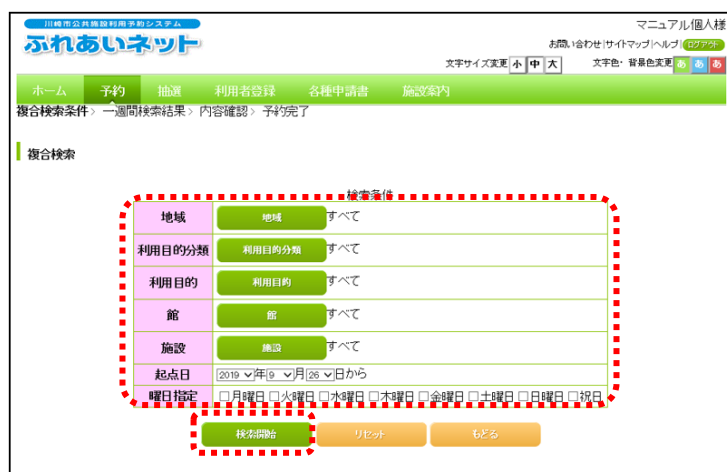 川崎市公共施設利用予約システム
ふれあいネット
マニュアル個人様
お問い合わせ|サイトマップ|ヘルプ|ログアウト
文字サイズ変更 小 中 大 文字色・背景色変更 あ あ あ
ホーム 予約 抽選 利用者登録 各種申請書 施設案内
複合検索条件> 一週間検索結果> 内容確認> 予約完了
複合検索
検索条件
地域 地域 すべて
利用目的分類 利用目的分類 すべて
利用目的 利用目的 すべて
館 館 すべて
施設 施設 すべて
起点日 2019年9月26日から
曜日指定 月曜日 火曜日 水曜日 木曜日 金曜日 土曜日 日曜日 祝日
検索開始 リセット もどる